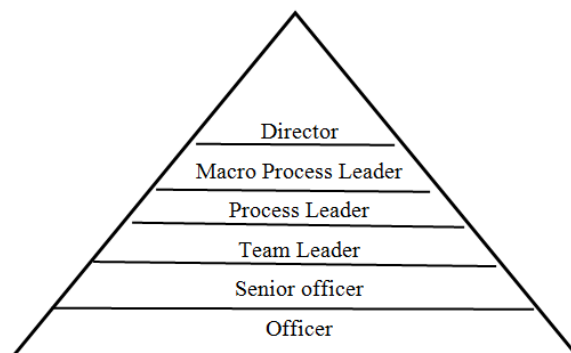 Director
Macro Process Leader
Process Leader
Team Leader
Senior officer
Officer